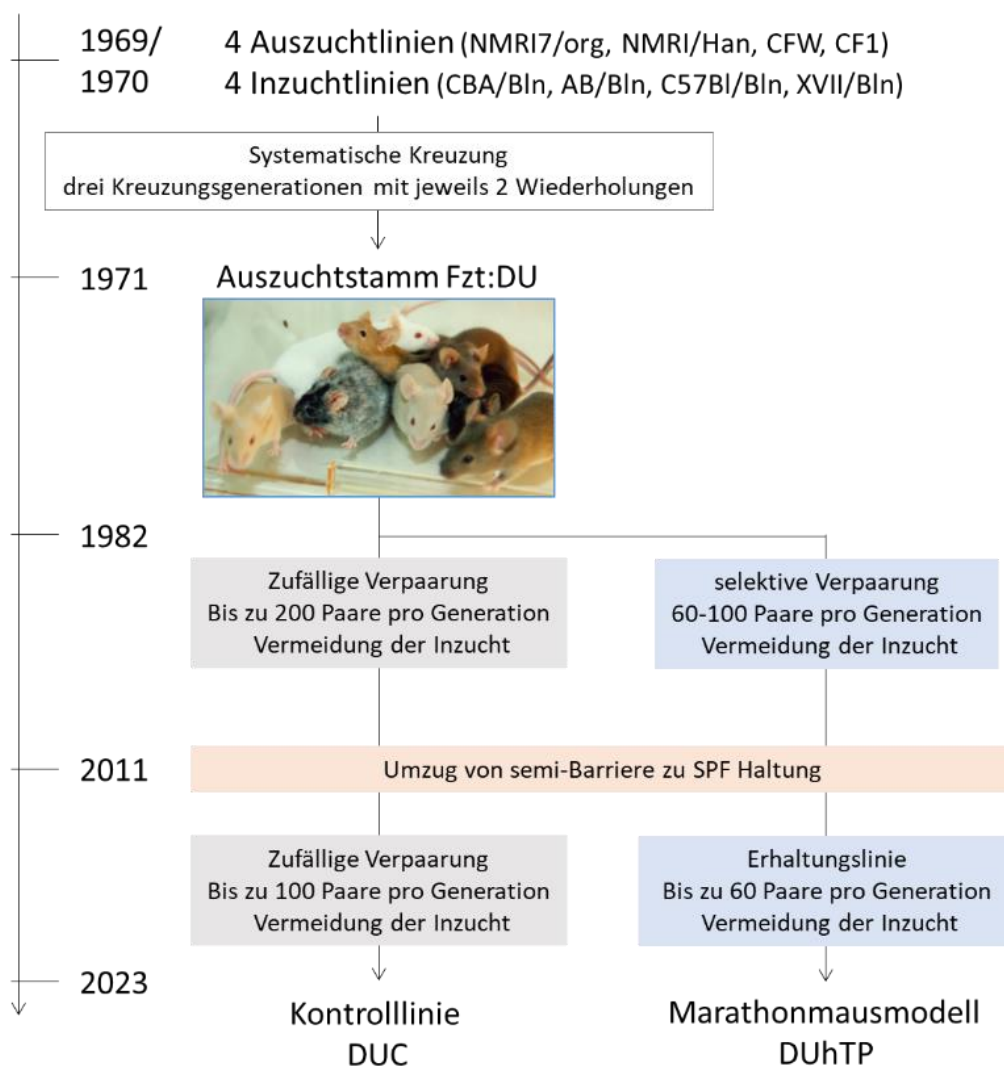 1969/ 4 Auszuchtlinien (NMRI7/org, NMRI/Han, CFW, CF1)
1970 4 Inzuchtlinien (CBA/Bln, AB/Bln, C57Bl/Bln, XVII/Bln)
Systematische Kreuzung
drei Kreuzungsgenerationen mit jeweils 2 Wiederholungen
1971 Auszuchtstamm Fzt:DU
1982
Zufällige Verpaarung
Bis zu 200 Paare pro Generation
Vermeidung der Inzucht
selektive Verpaarung
60-100 Paare pro Generation
Vermeidung der Inzucht
2011 Umzug von semi-Barriere zu SPF Haltung
Zufällige Verpaarung
Bis zu 100 Paare pro Generation
Vermeidung der Inzucht
Erhaltungslinie
Bis zu 60 Paare pro Generation
Vermeidung der Inzucht
2023
Kontrolllinie
DUC
Marathonmausmodell
DUhTP